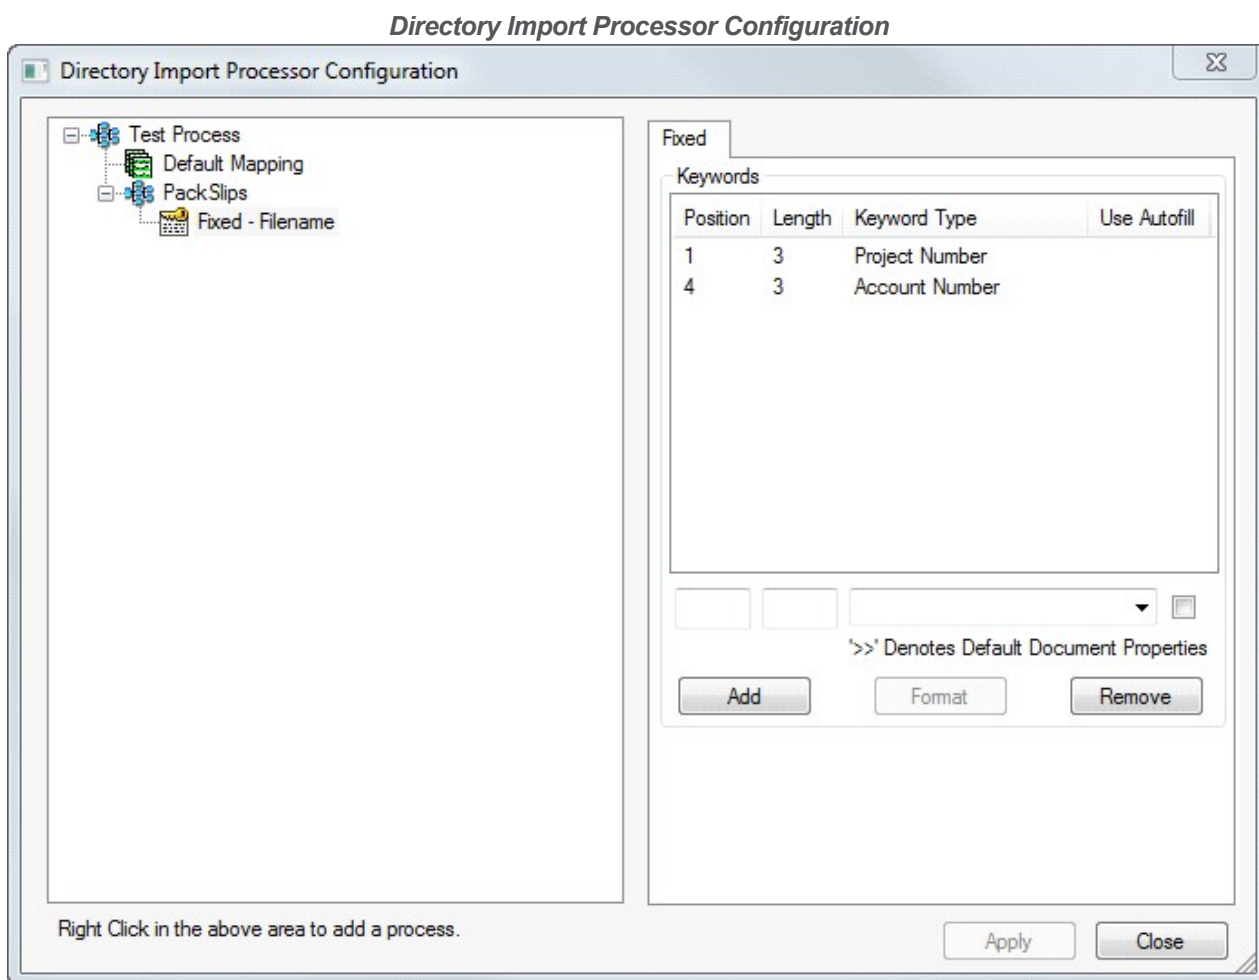 Directory Import Processor Configuration
Directory Import Processor Configuration
Test Process
Default Mapping
PackSlips
Fixed - Filename
Fixed
Keywords
Position Length Keyword Type Use Autofill
1 3 Project Number
4 3 Account Number
'>>' Denotes Default Document Properties
Add Format Remove
Right Click in the above area to add a process.
Apply Close